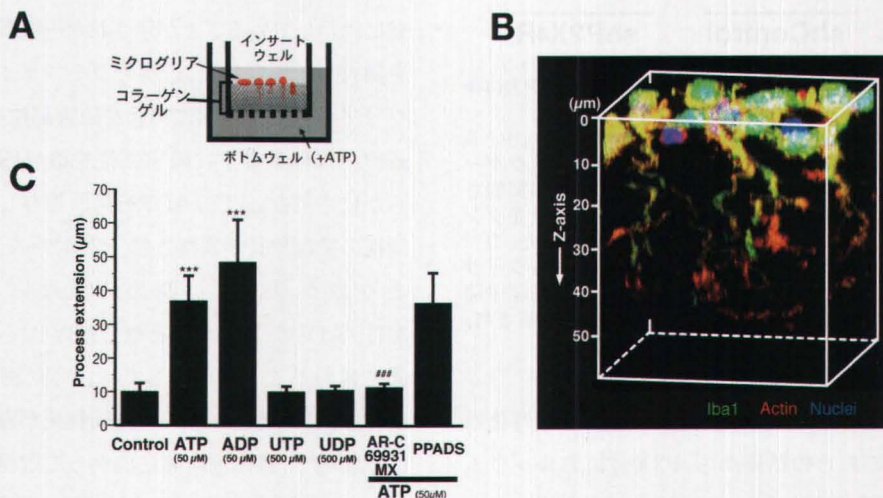 A
インサート
ウェル
ミクログリア
コラーゲン
ゲル
ボトムウェル (+ATP)
B
(μm)
0
10
20
30
40
50
Z-axis
Iba1 Actin Nuclei
C
Process extension (μm)
70
60
50
40
30
20
10
0
***
***
###
Control
ATP
(50 μM)
ADP
(50 μM)
UTP
(500 μM)
UDP
(500 μM)
AR-C
69931
MX
PPADS
ATP (50μM)